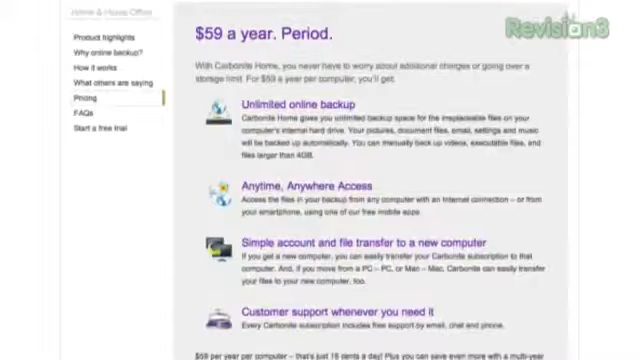 Home & Home Office
Revision3
Product highlights
Why online backup?
How it works
What others are saying
Pricing
FAQs
Start a free trial
$59 a year. Period.
With Carbonite Home, you never have to worry about additional charges or going over a
storage limit. For $59 a year per computer, you'll get:
Unlimited online backup
Carbonite Home gives you unlimited backup space for the irreplaceable files on your
computer's internal hard drive. Your pictures, document files, email, settings and music
will be backed up automatically. You can manually back up videos, executable files, and
files larger than 4GB.
Anytime, Anywhere Access
Access the files in your backup from any computer with an Internet connection – or from
your smartphone, using one of our free mobile apps.
Simple account and file transfer to a new computer
If you get a new computer, you can easily transfer your Carbonite subscription to that
computer. And, if you move from a PC – PC, or Mac – Mac, Carbonite can easily transfer
your files to your new computer, too.
Customer support whenever you need it
Every Carbonite subscription includes free support by email, chat and phone.
$59 per year per computer – that's just 16 cents a day! Plus you can save even more with a multi-year